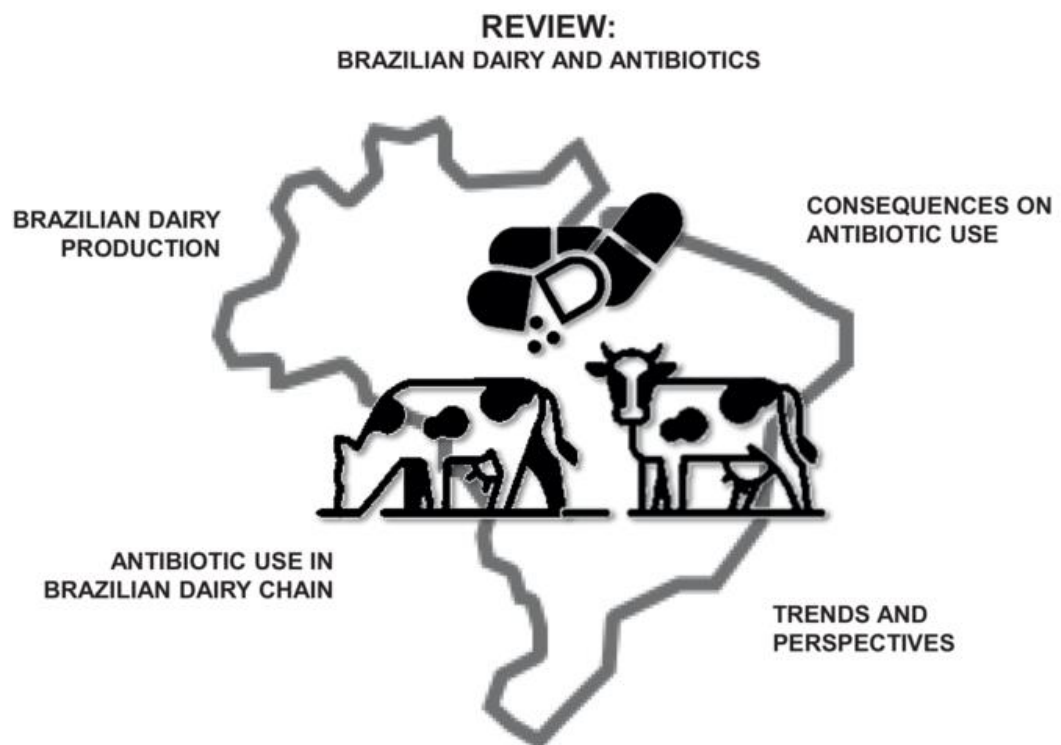 REVIEW:
BRAZILIAN DAIRY AND ANTIBIOTICS
BRAZILIAN DAIRY
PRODUCTION
CONSEQUENCES ON
ANTIBIOTIC USE
ANTIBIOTIC USE IN
BRAZILIAN DAIRY CHAIN
TRENDS AND
PERSPECTIVES